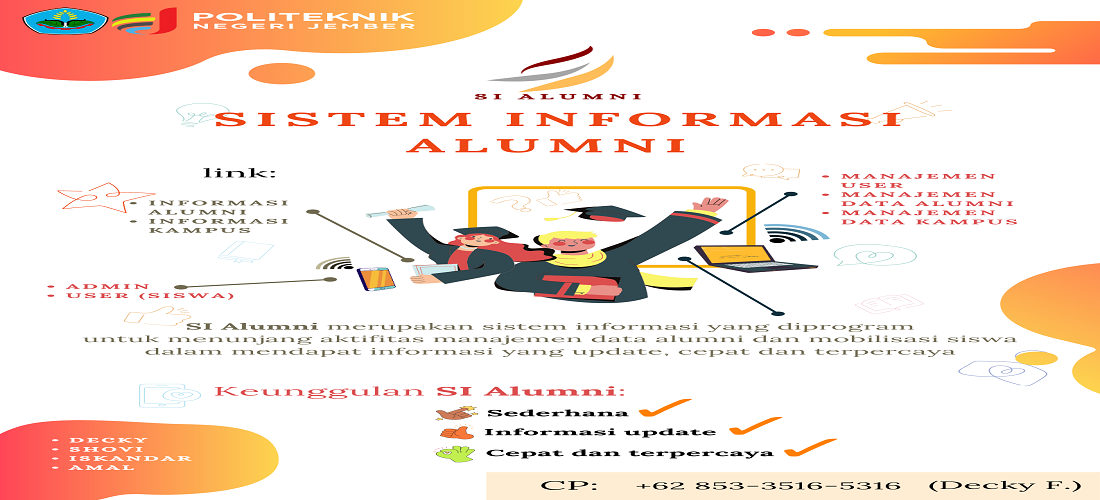 POLITEKNIK
NEGERI JEMBER
SI ALUMNI
SISTEM INFORMASI
ALUMNI
link:
• INFORMASI
ALUMNI
• INFORMASI
KAMPUS
• MANAJEMEN
USER
• MANAJEMEN
DATA ALUMNI
• MANAJEMEN
DATA KAMPUS
• ADMIN
• USER (SISWA)
SI Alumni merupakan sistem informasi yang diprogram
untuk menunjang aktifitas manajemen data alumni dan mobilisasi siswa
dalam mendapat informasi yang update, cepat dan terpercaya
Keunggulan SI Alumni:
Sederhana
Informasi update
Cepat dan terpercaya
• DECKY
• SHOVI
• ISKANDAR
• AMAL
CP: +62 853-3516-5316 (Decky F.)